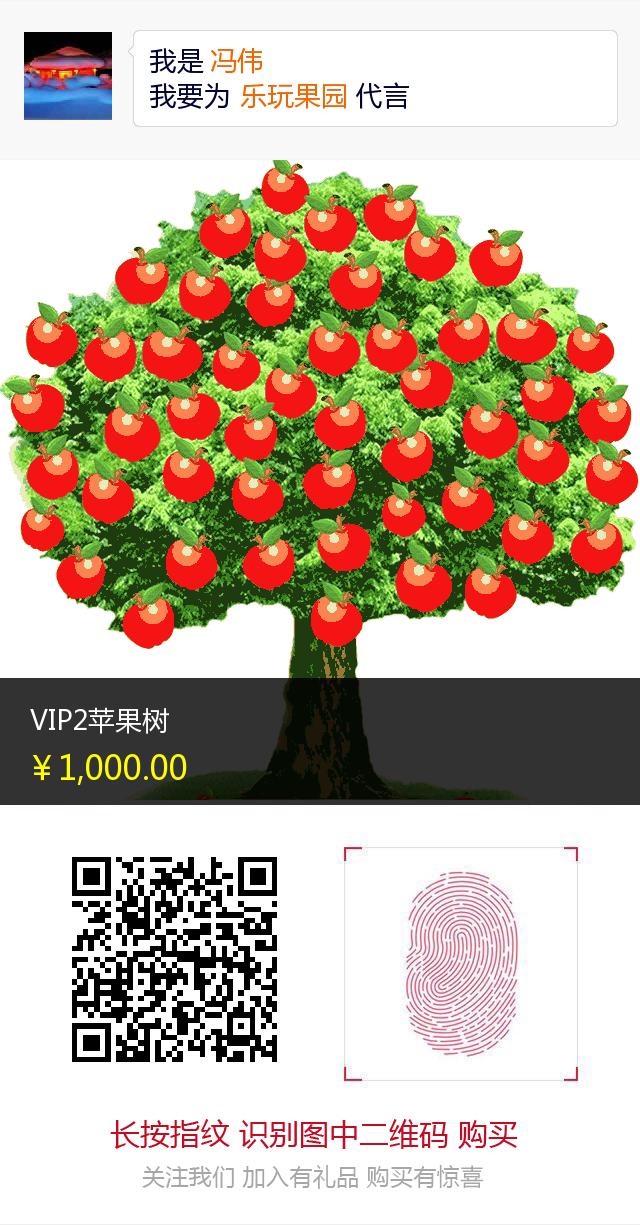 我是 冯伟
我要为 乐玩果园 代言
VIP2苹果树
￥1,000.00
长按指纹 识别图中二维码 购买
关注我们 加入有礼品 购买有惊喜